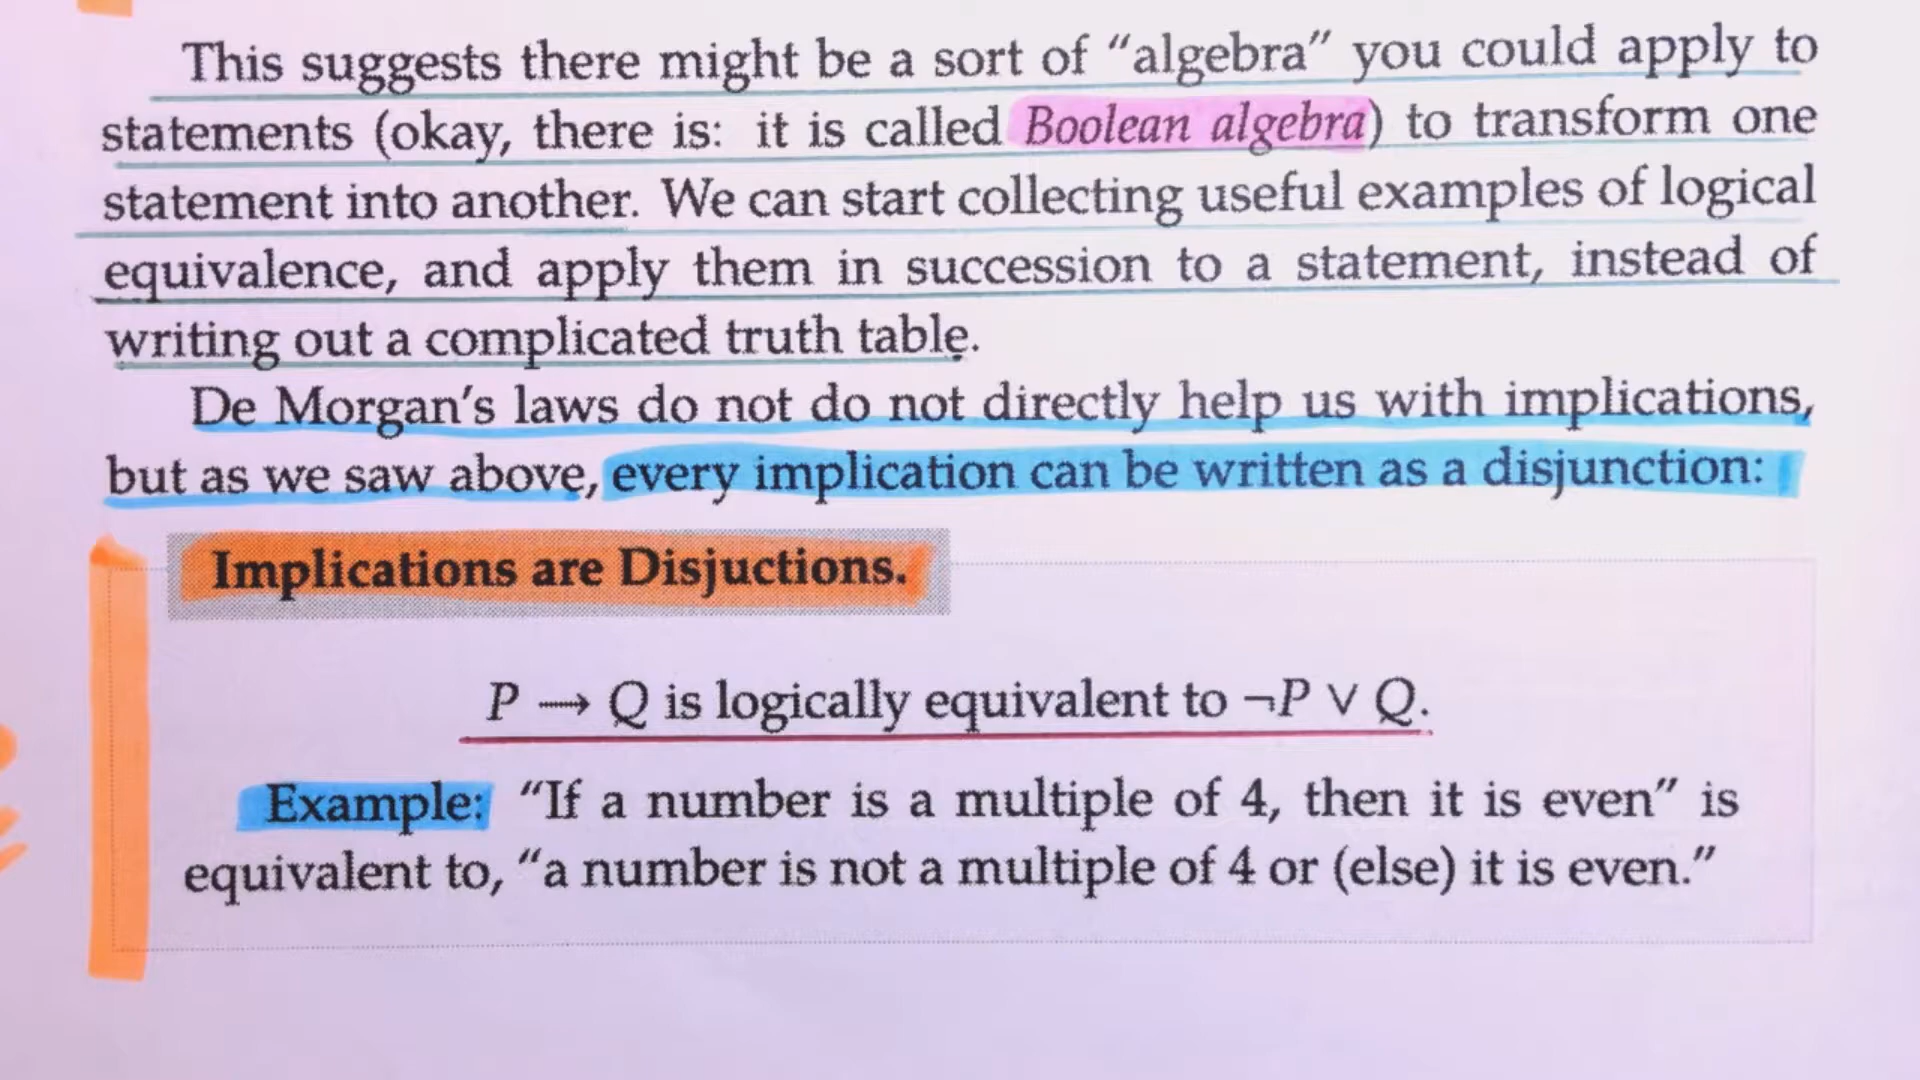 This suggests there might be a sort of “algebra” you could apply to
statements (okay, there is: it is called Boolean algebra) to transform one
statement into another. We can start collecting useful examples of logical
equivalence, and apply them in succession to a statement, instead of
writing out a complicated truth table.
De Morgan’s laws do not do not directly help us with implications,
but as we saw above, every implication can be written as a disjunction:
Implications are Disjuctions.
P → Q is logically equivalent to ¬P ∨ Q.
Example: “If a number is a multiple of 4, then it is even” is
equivalent to, “a number is not a multiple of 4 or (else) it is even.”